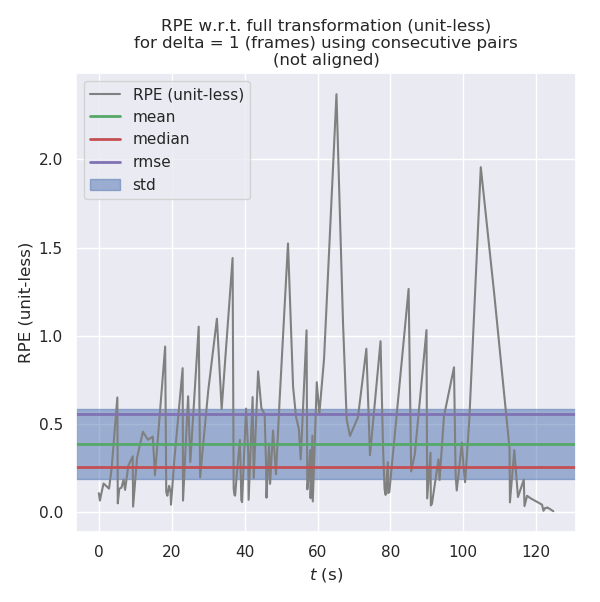 RPE w.r.t. full transformation (unit-less)
for delta = 1 (frames) using consecutive pairs
(not aligned)
RPE (unit-less)
mean
median
rmse
std
RPE (unit-less)
2.0
1.5
1.0
0.5
0.0
0
20
40
60
80
100
120
t (s)